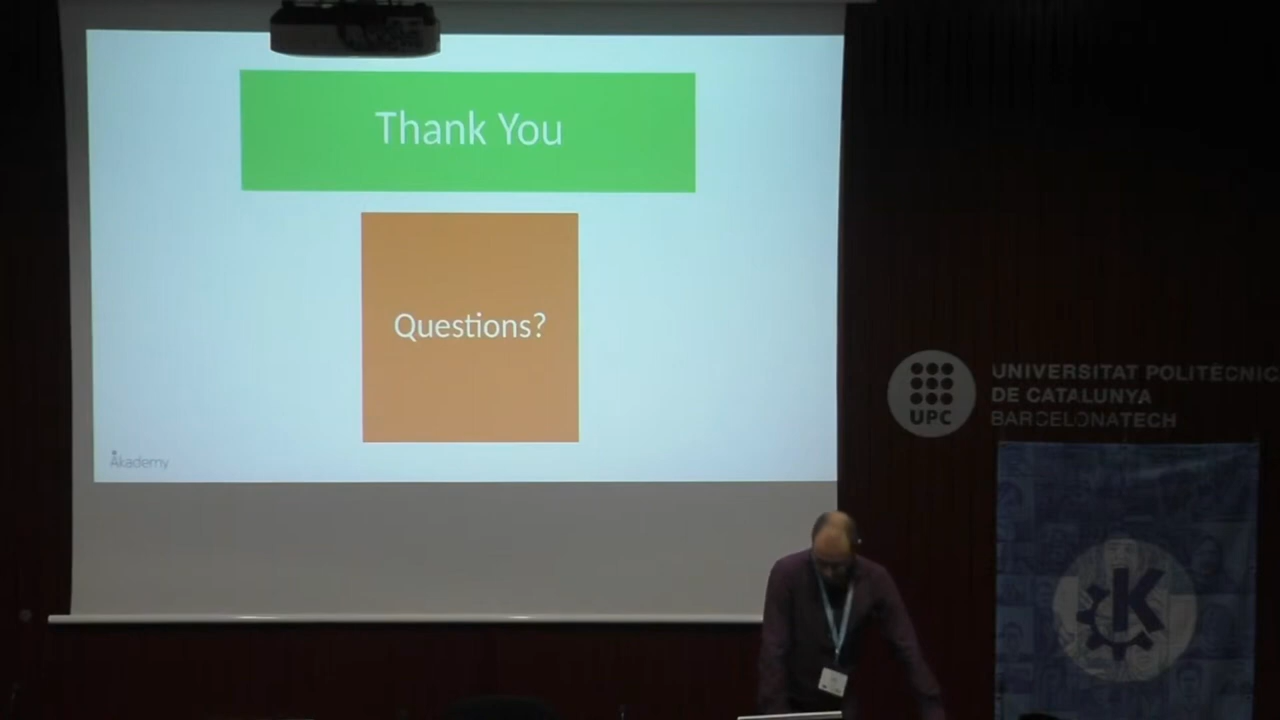 Thank You
Questions?
Akademy
UPC
UNIVERSITAT POLITÈCNIC
DE CATALUNYA
BARCELONATECH
K